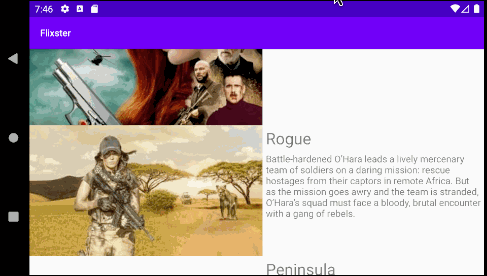 7:46
Flixster
Rogue
Battle-hardened O'Hara leads a lively mercenary
team of soldiers on a daring mission: rescue
hostages from their captors in remote Africa. But
as the mission goes awry and the team is stranded,
O'Hara's squad must face a bloody, brutal encounter
with a gang of rebels.
Peninsula